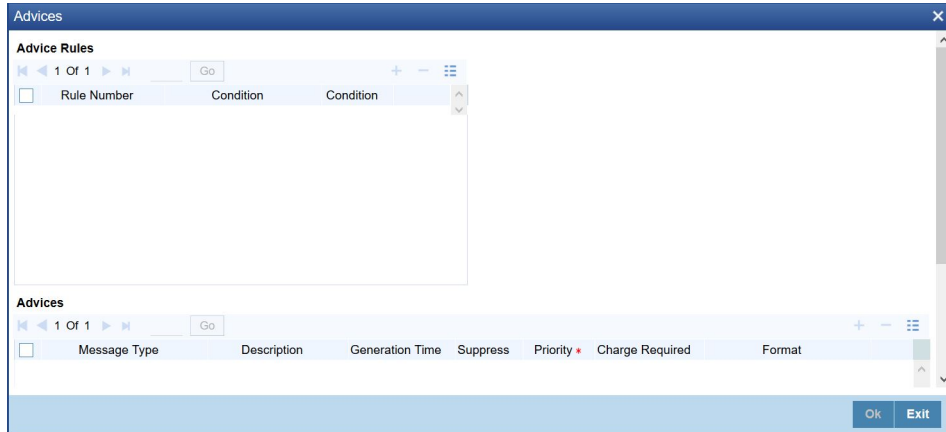 Advices
Advice Rules
1 Of 1 Go
Rule Number Condition Condition
Advices
1 Of 1 Go
Message Type Description Generation Time Suppress Priority * Charge Required Format
Ok Exit